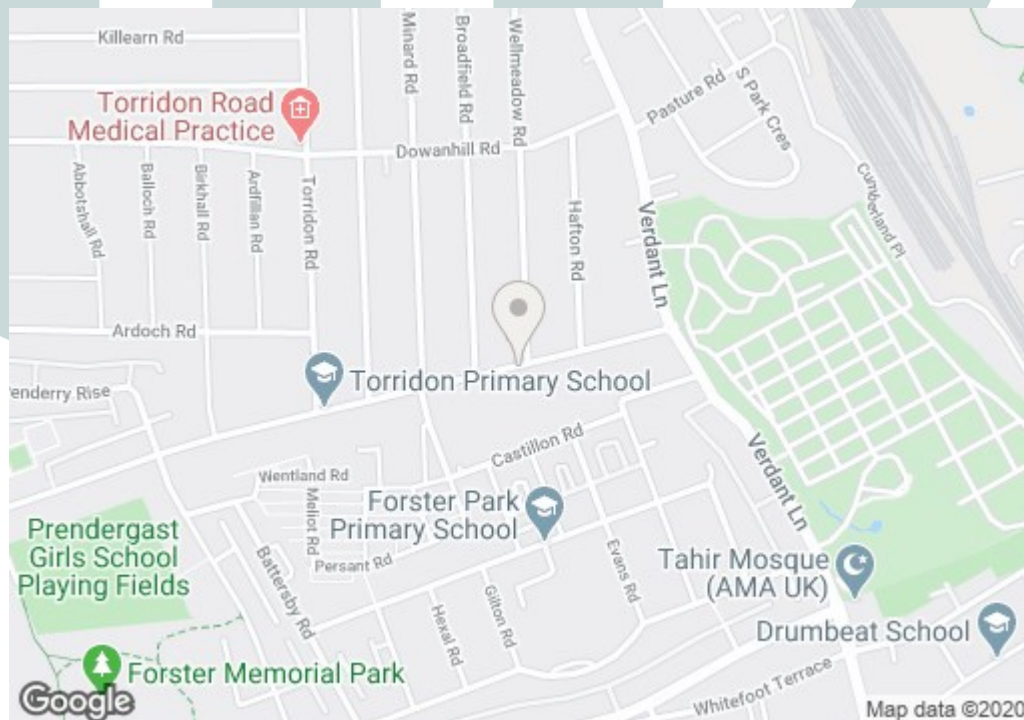 Killearn Rd
Minard Rd
Broadfield Rd
Wellmeadow Rd
Pasture Rd
S Park Cres
Torridon Road
Medical Practice
Dowanhill Rd
Abbotshall Rd
Balloch Rd
Birkhall Rd
Ardfillan Rd
Torridon Rd
Hafton Rd
Verdant Ln
Cumberland Pl
Ardoch Rd
enderry Rise
Torridon Primary School
Castillon Rd
Verdant Ln
Wentland Rd
Meliot Rd
Forster Park
Primary School
Persant Rd
Prendergast
Girls School
Playing Fields
Battersby Rd
Evans Rd
Tahir Mosque
(AMA UK)
Hexal Rd
Gilton Rd
Drumbeat School
Forster Memorial Park
Whitefoot Terrace
Google
Map data ©2020